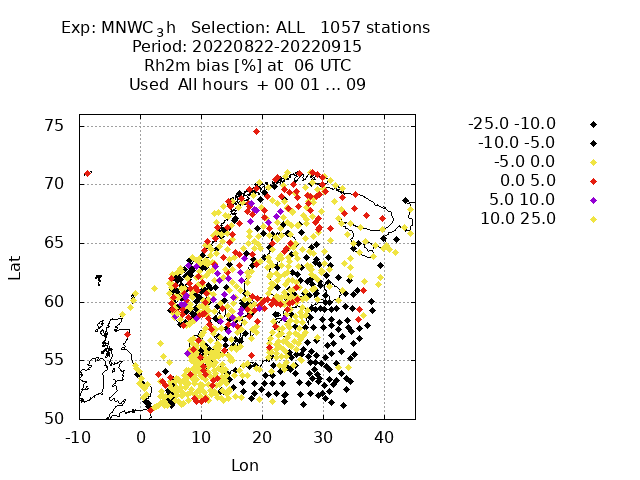 Exp: MNWC_3h   Selection: ALL   1057 stations
Period: 20220822-20220915
Rh2m bias [%] at  06 UTC
Used  All hours  + 00 01 ... 09
-25.0 -10.0
-10.0 -5.0
-5.0 0.0
0.0 5.0
5.0 10.0
10.0 25.0
75
70
65
60
55
50
Lat
-10 0 10 20 30 40
Lon